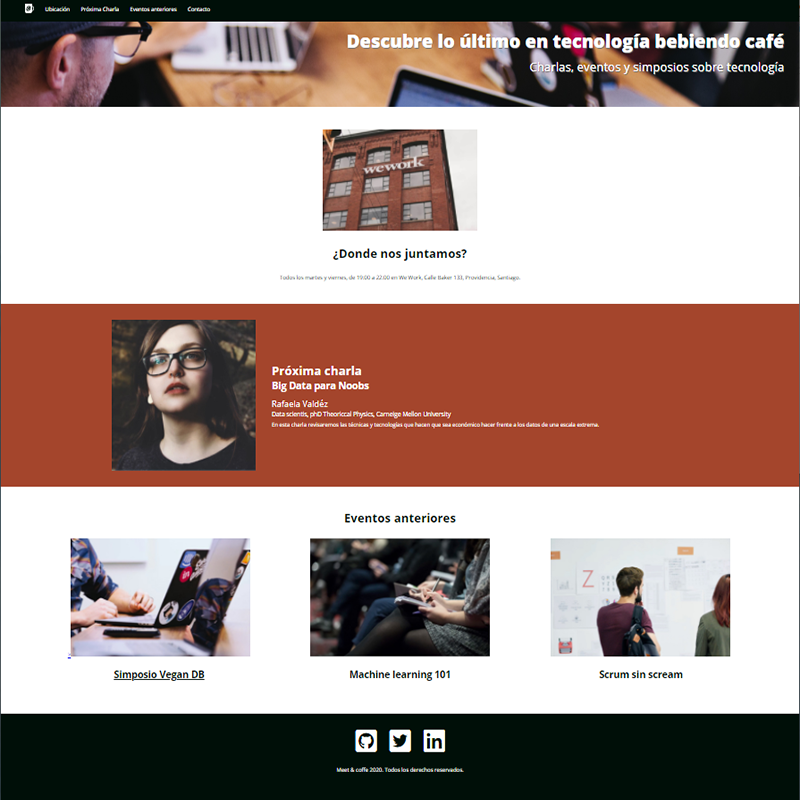 Ubicación Próxima Charla Eventos anteriores Contacto
Descubre lo último en tecnología bebiendo café
Charlas, eventos y simposios sobre tecnología
wework
¿Donde nos juntamos?
Todos los martes y viernes, de 19:00 a 22:00 en We Work, Calle Baker 133, Providencia, Santiago.
Próxima charla
Big Data para Noobs
Rafaela Valdéz
Data scientis, phD Theoriccal Physics, Carneige Mellon University
En esta charla revisaremos las técnicas y tecnologías que hacen que sea económico hacer frente a los datos de una escala extrema.
Eventos anteriores
Simposio Vegan DB
Machine learning 101
Scrum sin scream
in
Meet & coffe 2020. Todos los derechos reservados.